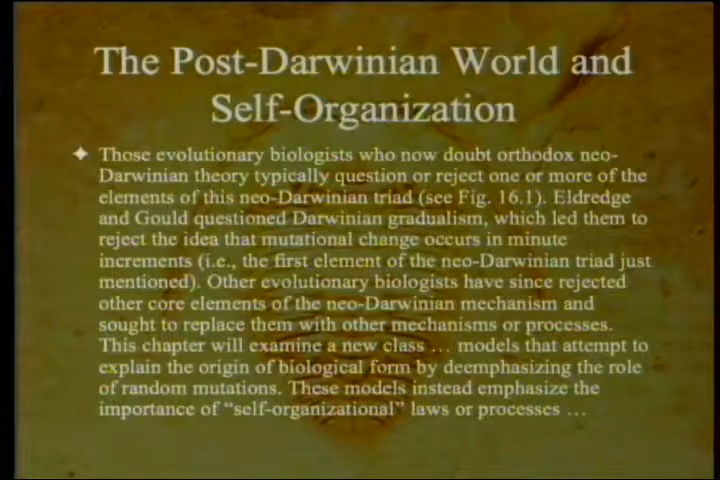 The Post-Darwinian World and
Self-Organization
Those evolutionary biologists who now doubt orthodox neo-
Darwinian theory typically question or reject one or more of the
elements of this neo-Darwinian triad (see Fig. 16.1). Eldredge
and Gould questioned Darwinian gradualism, which led them to
reject the idea that mutational change occurs in minute
increments (i.e., the first element of the neo-Darwinian triad just
mentioned). Other evolutionary biologists have since rejected
other core elements of the neo-Darwinian mechanism and
sought to replace them with other mechanisms or processes.
This chapter will examine a new class … models that attempt to
explain the origin of biological form by deemphasizing the role
of random mutations. These models instead emphasize the
importance of “self-organizational” laws or processes …